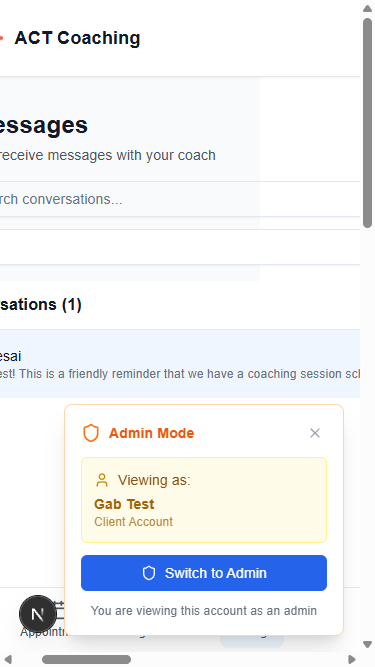 ACT Coaching
essages
receive messages with your coach
rch conversations...
sations (1)
esai
est! This is a friendly reminder that we have a coaching session sch
Admin Mode
Viewing as:
Gab Test
Client Account
Switch to Admin
You are viewing this account as an admin
N